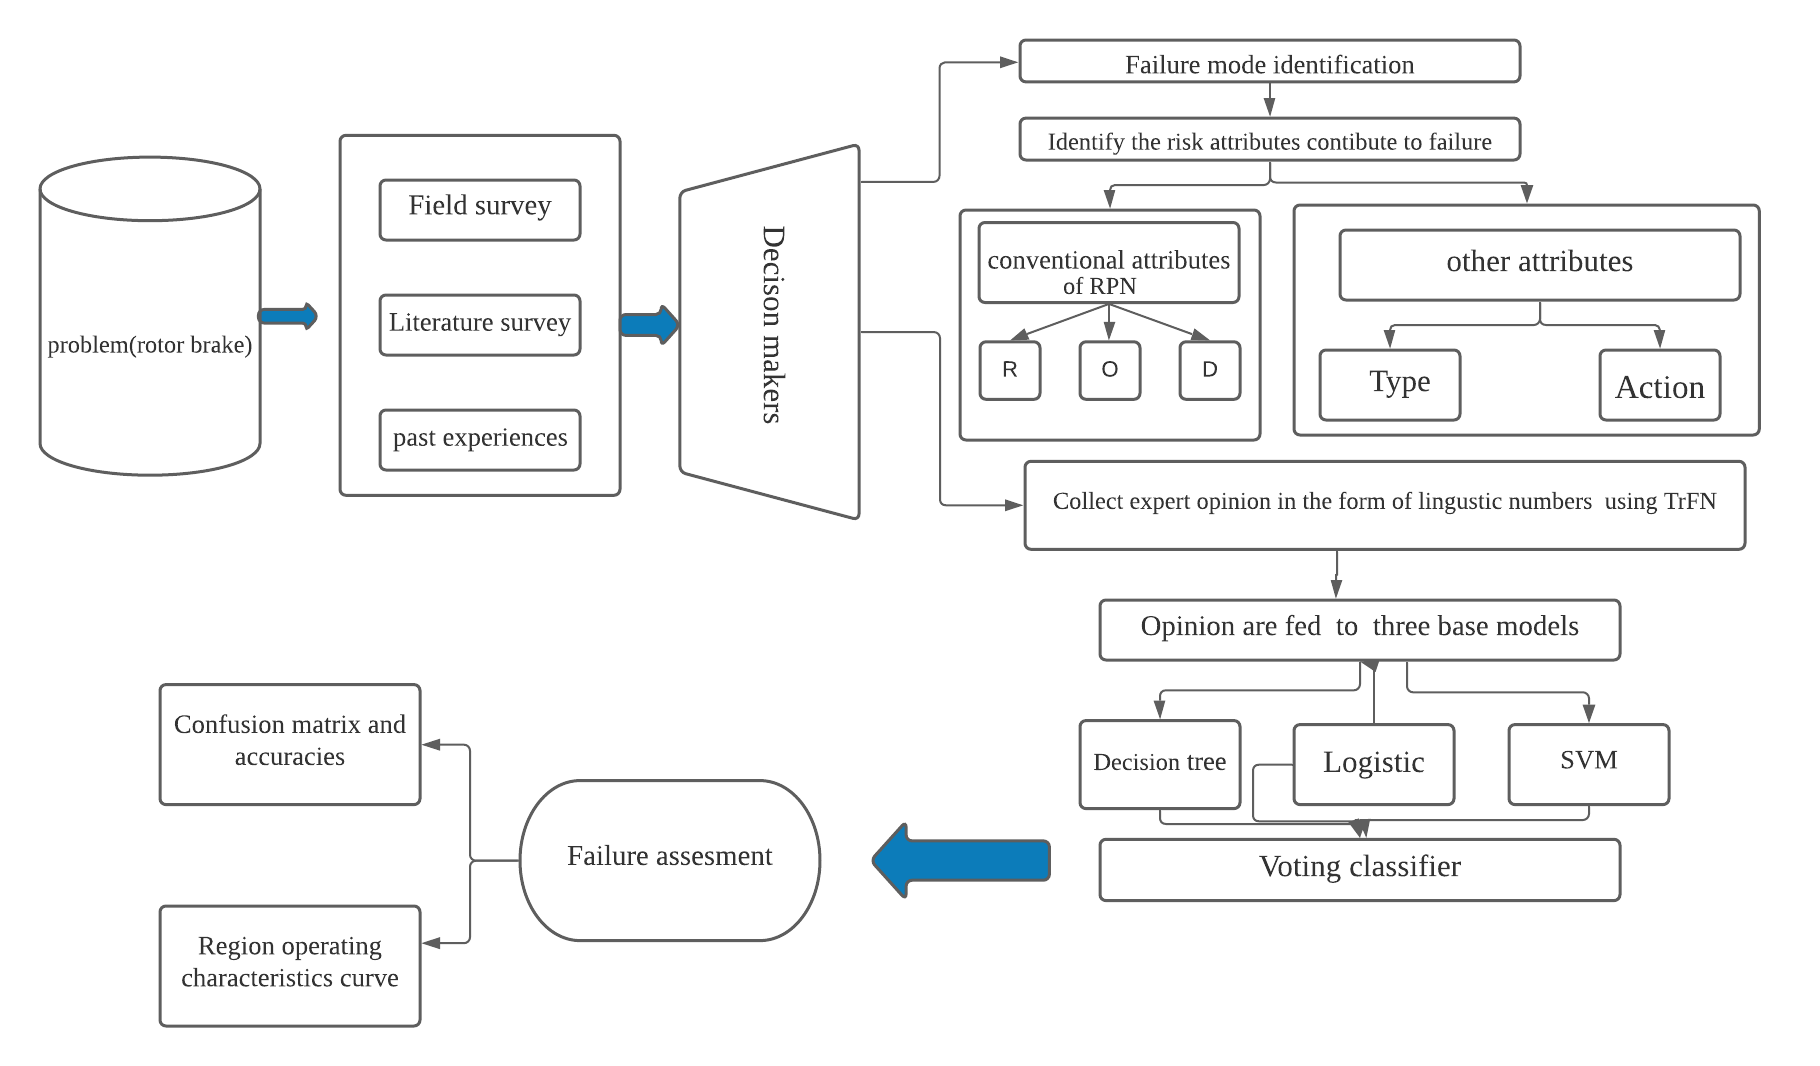 problem(rotor brake)
Field survey
Literature survey
past experiences
Decison makers
Failure mode identification
Identify the risk attributes contibute to failure
conventional attributes
of RPN
R
O
D
other attributes
Type
Action
Collect expert opinion in the form of lingustic numbers  using TrFN
Opinion are fed  to  three base models
Decision tree
Logistic
SVM
Voting classifier
Failure assesment
Confusion matrix and
accuracies
Region operating
characteristics curve